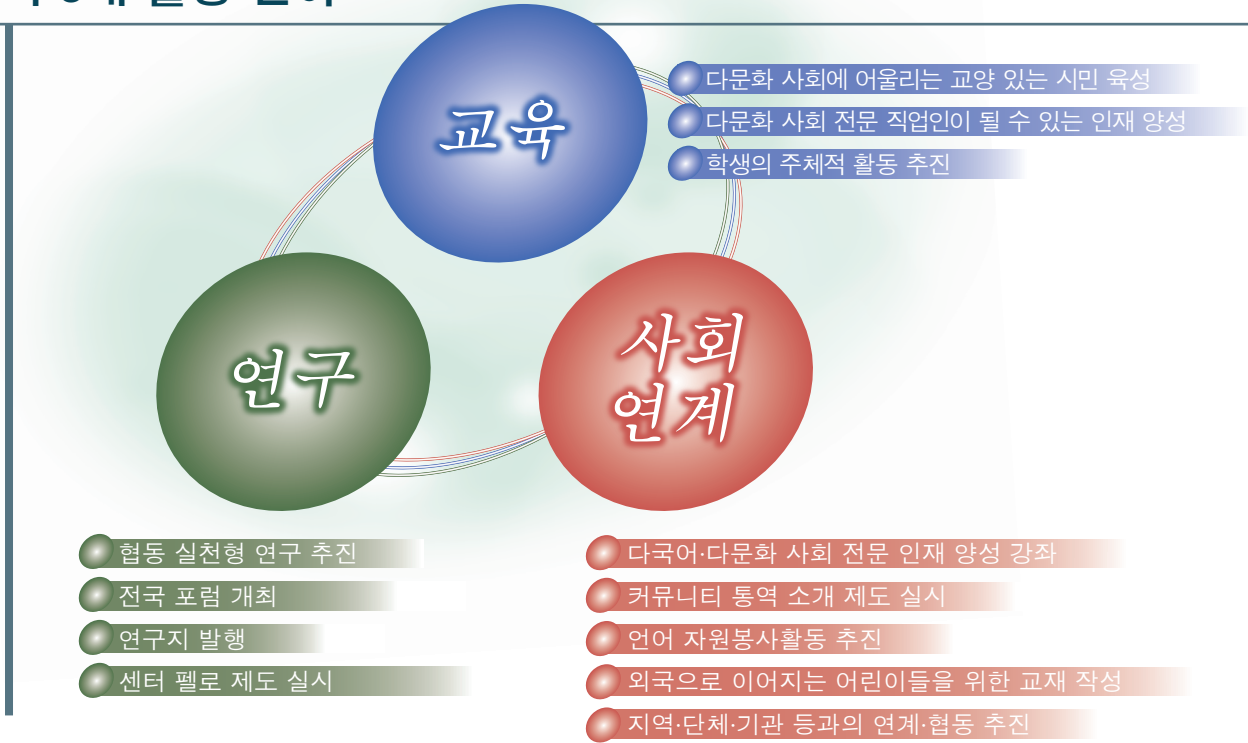 교육
다문화 사회에 어울리는 교양 있는 시민 육성
다문화 사회 전문 직업인이 될 수 있는 인재 양성
학생의 주체적 활동 추진
연구
사회
연계
협동 실천형 연구 추진
전국 포럼 개최
연구지 발행
센터 펠로 제도 실시
다국어·다문화 사회 전문 인재 양성 강좌
커뮤니티 통역 소개 제도 실시
언어 자원봉사활동 추진
외국으로 이어지는 어린이들을 위한 교재 작성
지역·단체·기관 등과의 연계·협동 추진